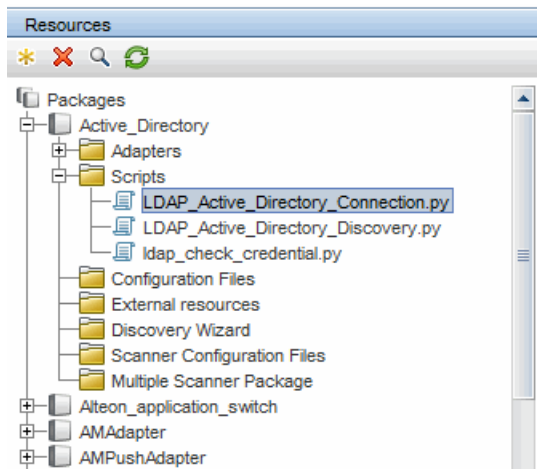 Resources
Packages
Active_Directory
Adapters
Scripts
LDAP_Active_Directory_Connection.py
LDAP_Active_Directory_Discovery.py
ldap_check_credential.py
Configuration Files
External resources
Discovery Wizard
Scanner Configuration Files
Multiple Scanner Package
Alteon_application_switch
AMAdapter
AMPushAdapter